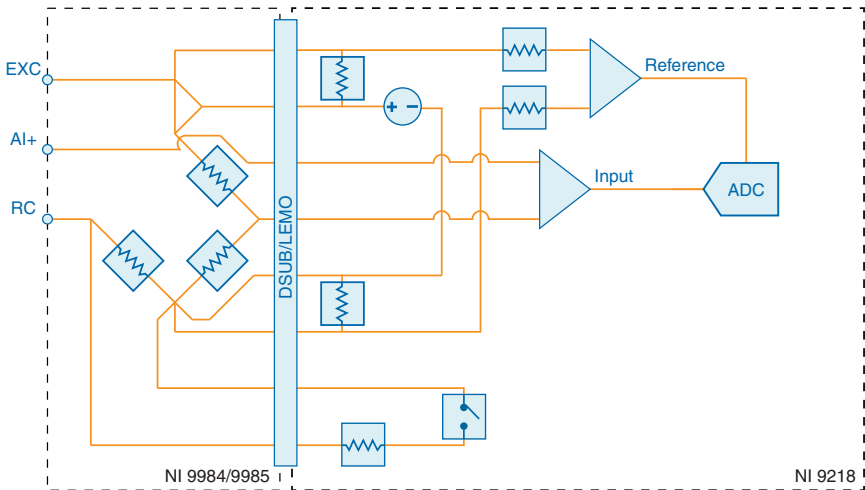 EXC
AI+
RC
DSUB/LEMO
Reference
Input
ADC
NI 9984/9985
NI 9218